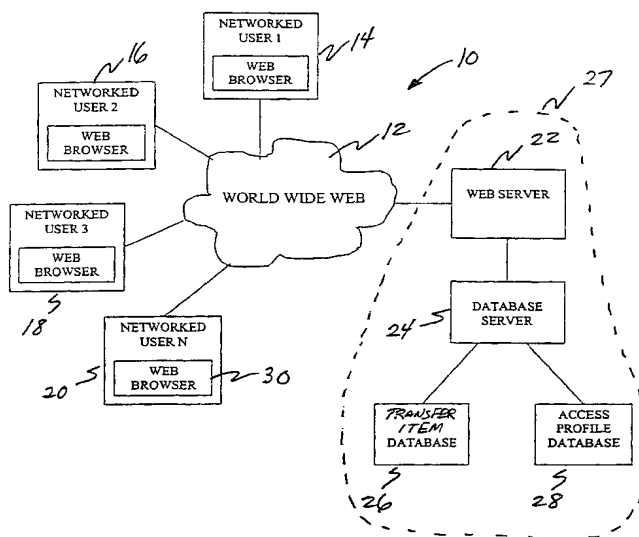 NETWORKED
USER 1
WEB
BROWSER
14
16
NETWORKED
USER 2
WEB
BROWSER
10
27
12
22
WORLD WIDE WEB
WEB SERVER
NETWORKED
USER 3
WEB
BROWSER
18
24
DATABASE
SERVER
NETWORKED
USER N
WEB
BROWSER
20
30
TRANSFER
ITEM
DATABASE
26
ACCESS
PROFILE
DATABASE
28